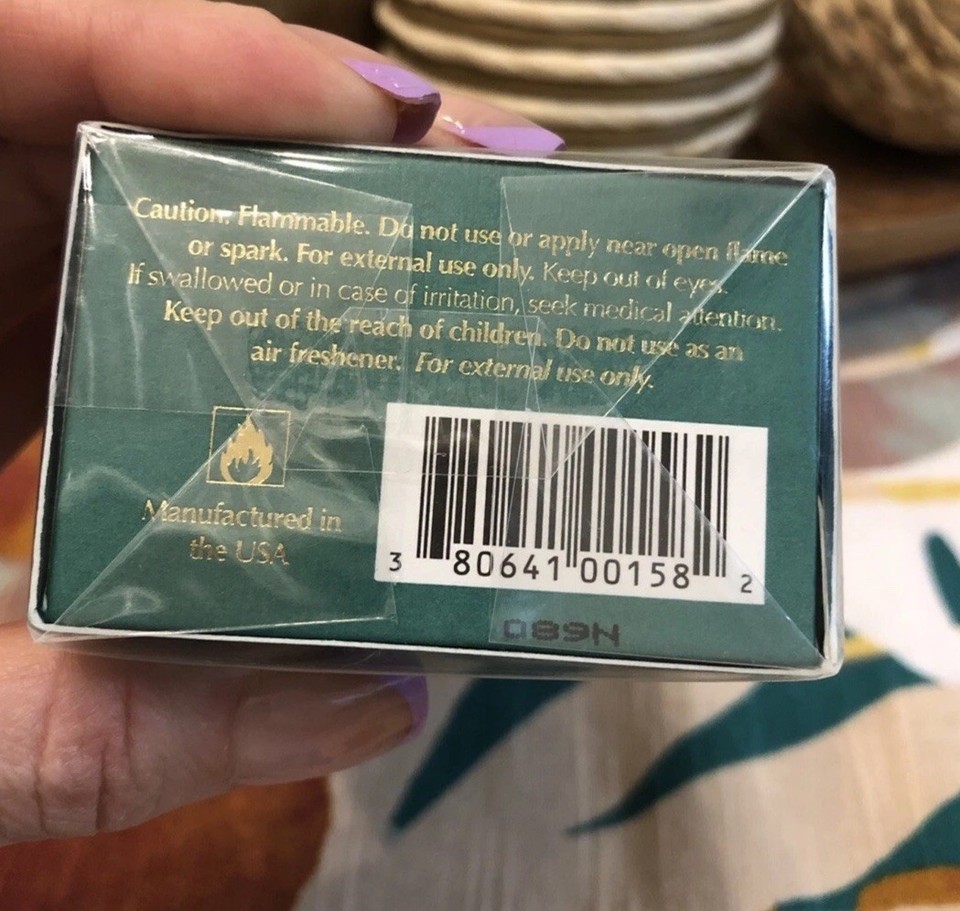 Caution. Flammable. Do not use or apply near open flame
or spark. For external use only. Keep out of eyes.
If swallowed or in case of irritation, seek medical attention.
Keep out of the reach of children. Do not use as an
air freshener. For external use only.
Manufactured in
the USA
3 80641 00158 2
089N